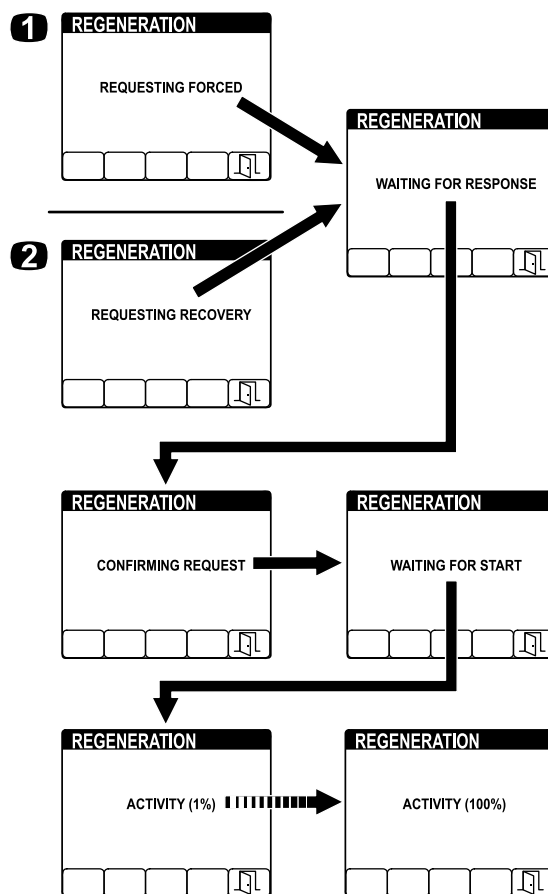 1
REGENERATION
REQUESTING FORCED
REGENERATION
WAITING FOR RESPONSE
2
REGENERATION
REQUESTING RECOVERY
REGENERATION
CONFIRMING REQUEST
REGENERATION
WAITING FOR START
REGENERATION
ACTIVITY (1%)
REGENERATION
ACTIVITY (100%)